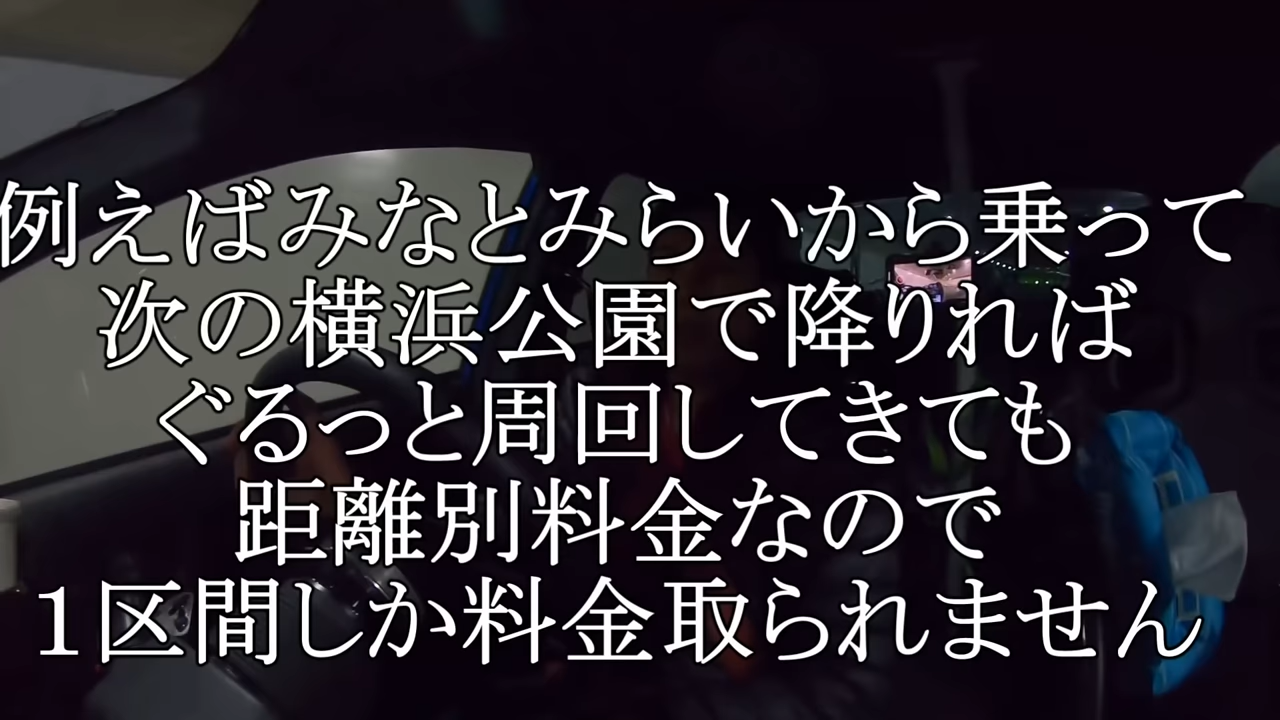 例えばみなとみらいから乗って
次の横浜公園で降りれば
ぐるっと周回してきても
距離別料金なので
１区間しか料金取られません